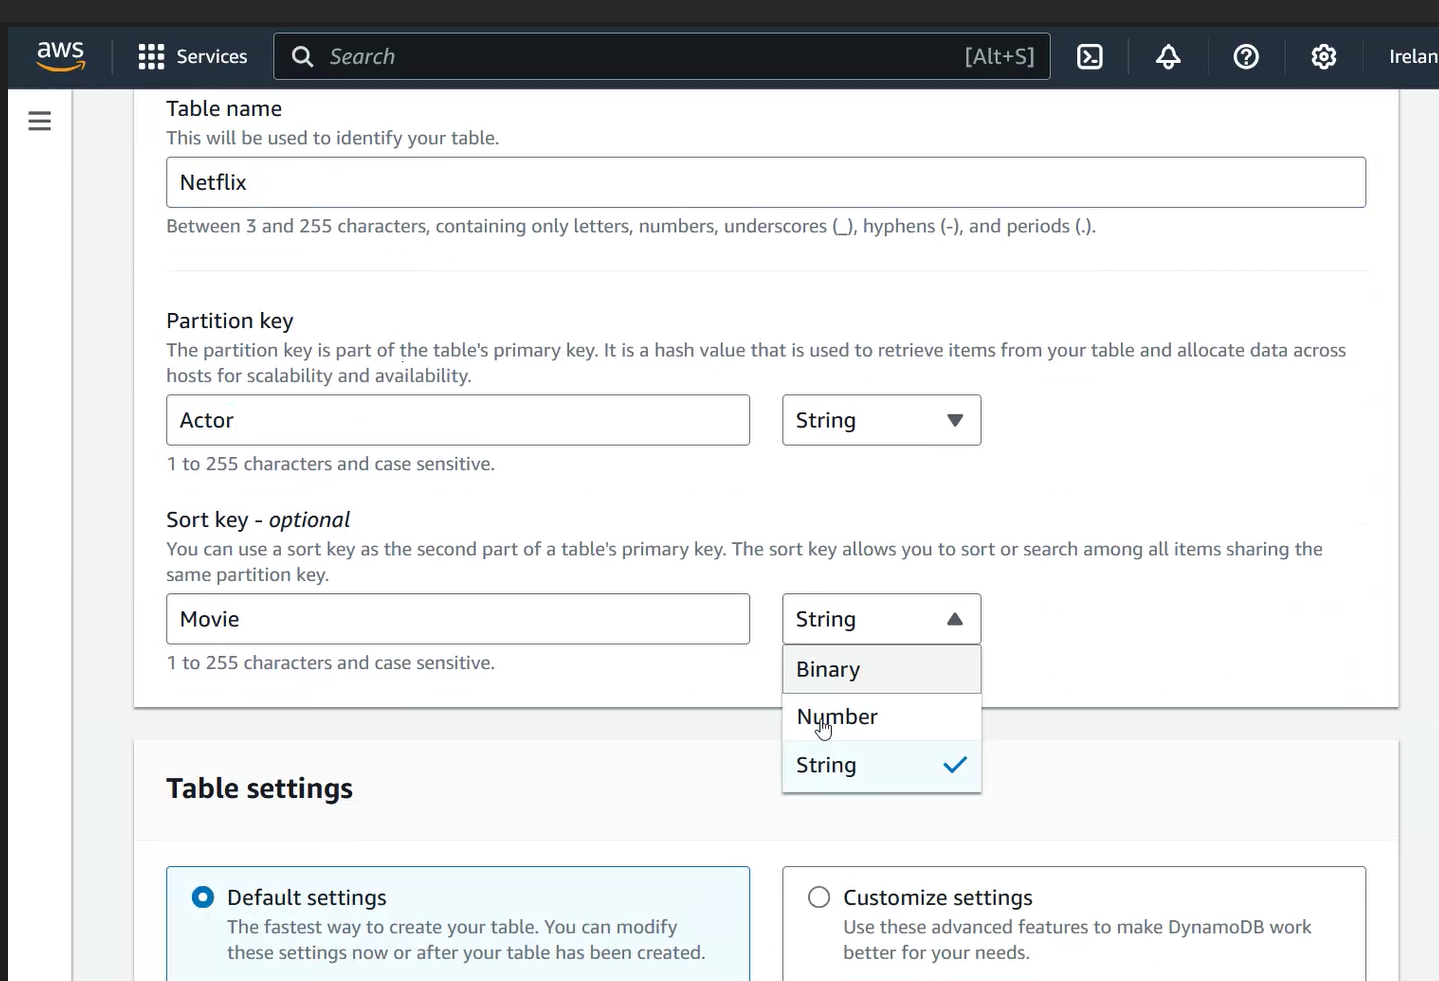 aws Services Search [Alt+S] Irelan
Table name
This will be used to identify your table.
Netflix
Between 3 and 255 characters, containing only letters, numbers, underscores (_), hyphens (-), and periods (.).
Partition key
The partition key is part of the table's primary key. It is a hash value that is used to retrieve items from your table and allocate data across
hosts for scalability and availability.
Actor String
1 to 255 characters and case sensitive.
Sort key - optional
You can use a sort key as the second part of a table's primary key. The sort key allows you to sort or search among all items sharing the
same partition key.
Movie String
1 to 255 characters and case sensitive.
Binary
Number
String
Table settings
Default settings
The fastest way to create your table. You can modify
these settings now or after your table has been created.
Customize settings
Use these advanced features to make DynamoDB work
better for your needs.